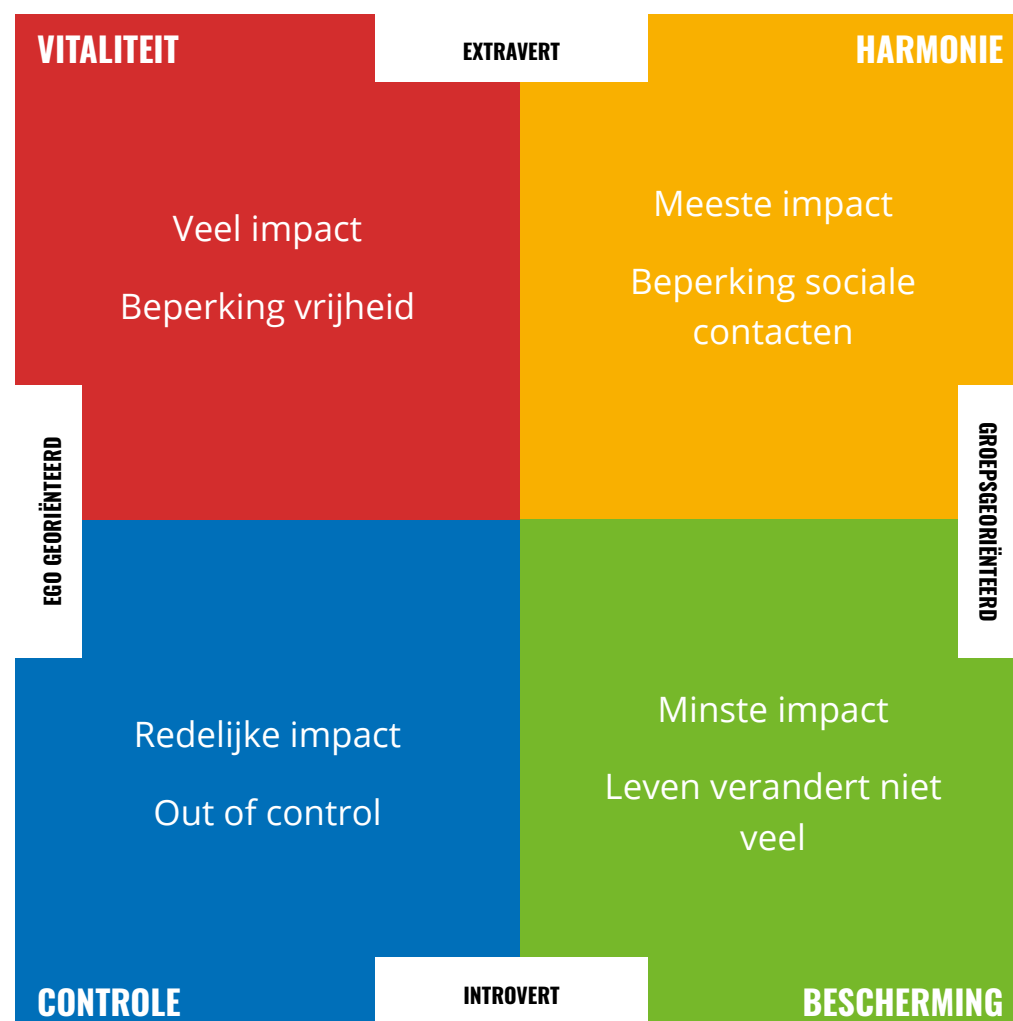 VITALITEIT
EXTRAVERT
HARMONIE
Veel impact
Beperking vrijheid
Meeste impact
Beperking sociale
contacten
EGO GEORIËNTEERD
GROEPSGEORIËNTEERD
Redelijke impact
Out of control
Minste impact
Leven verandert niet
veel
CONTROLE
INTROVERT
BESCHERMING